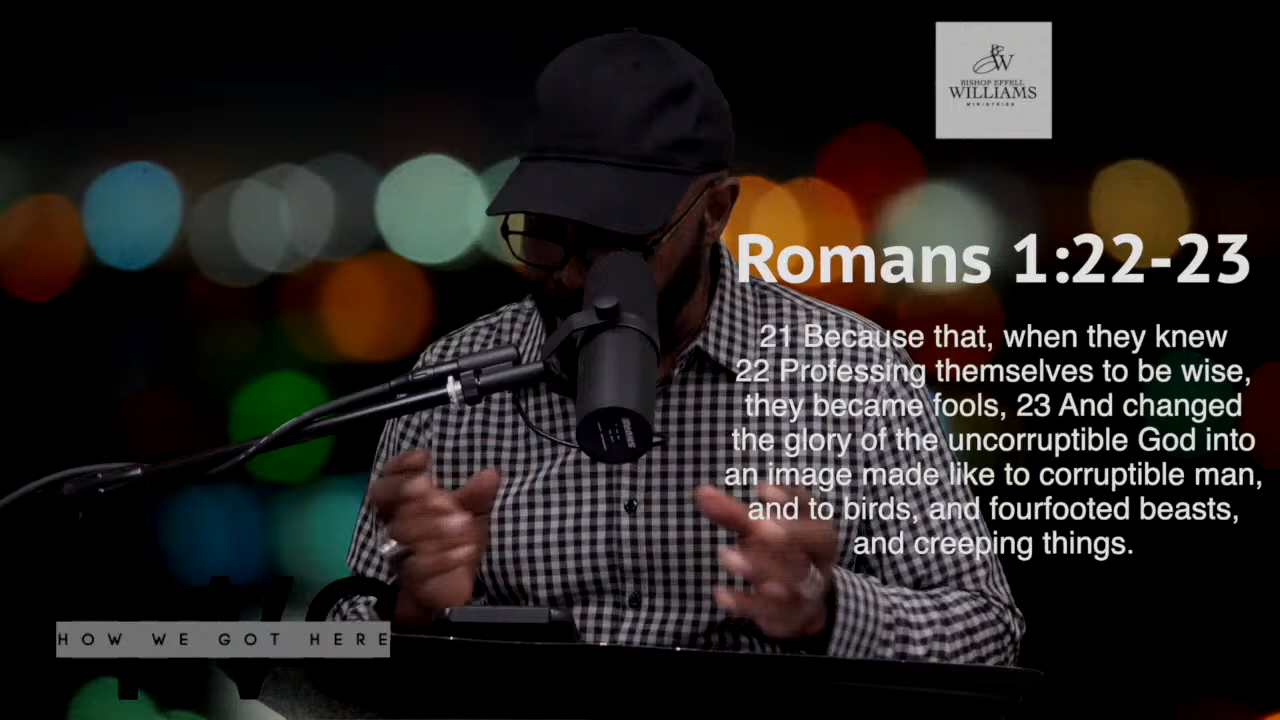 BW
BISHOP EFFELL
WILLIAMS
MINISTRIES
Romans 1:22-23
21 Because that, when they knew
22 Professing themselves to be wise,
they became fools, 23 And changed
the glory of the uncorruptible God into
an image made like to corruptible man,
and to birds, and fourfooted beasts,
and creeping things.
HOW WE GOT HERE